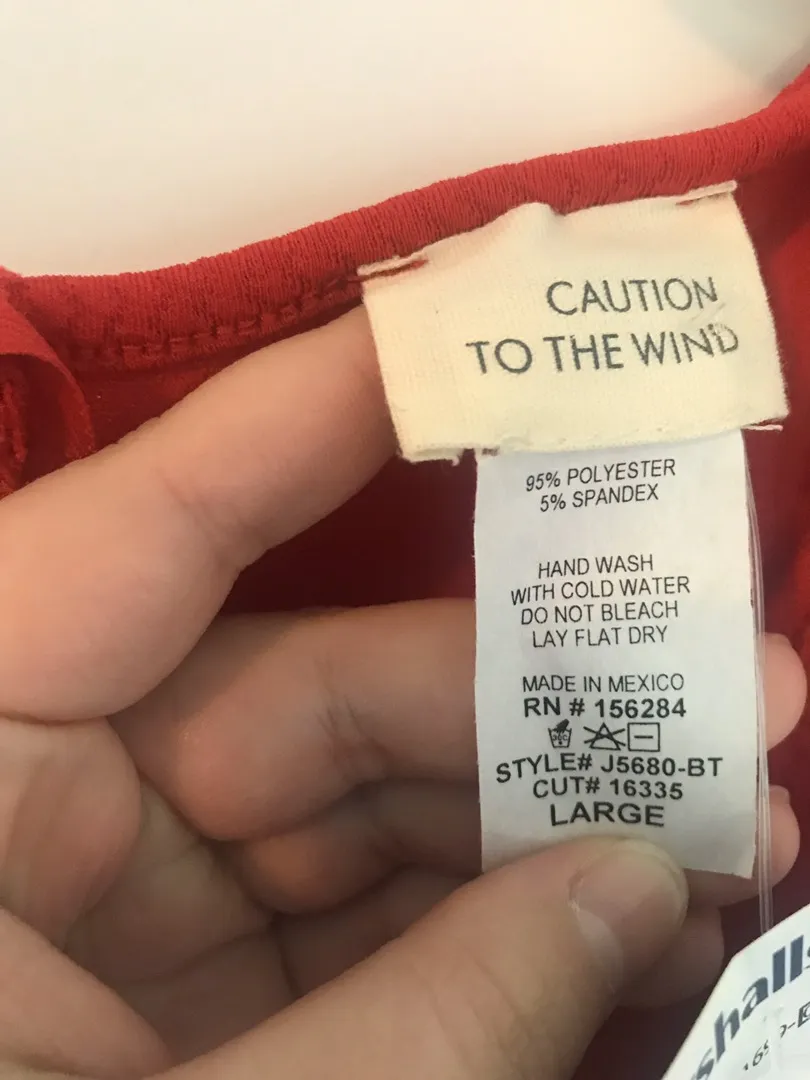 CAUTION
TO THE WIND
95% POLYESTER
5% SPANDEX
HAND WASH
WITH COLD WATER
DO NOT BLEACH
LAY FLAT DRY
MADE IN MEXICO
RN # 156284
STYLE# J5680-BT
CUT# 16335
LARGE
shalls